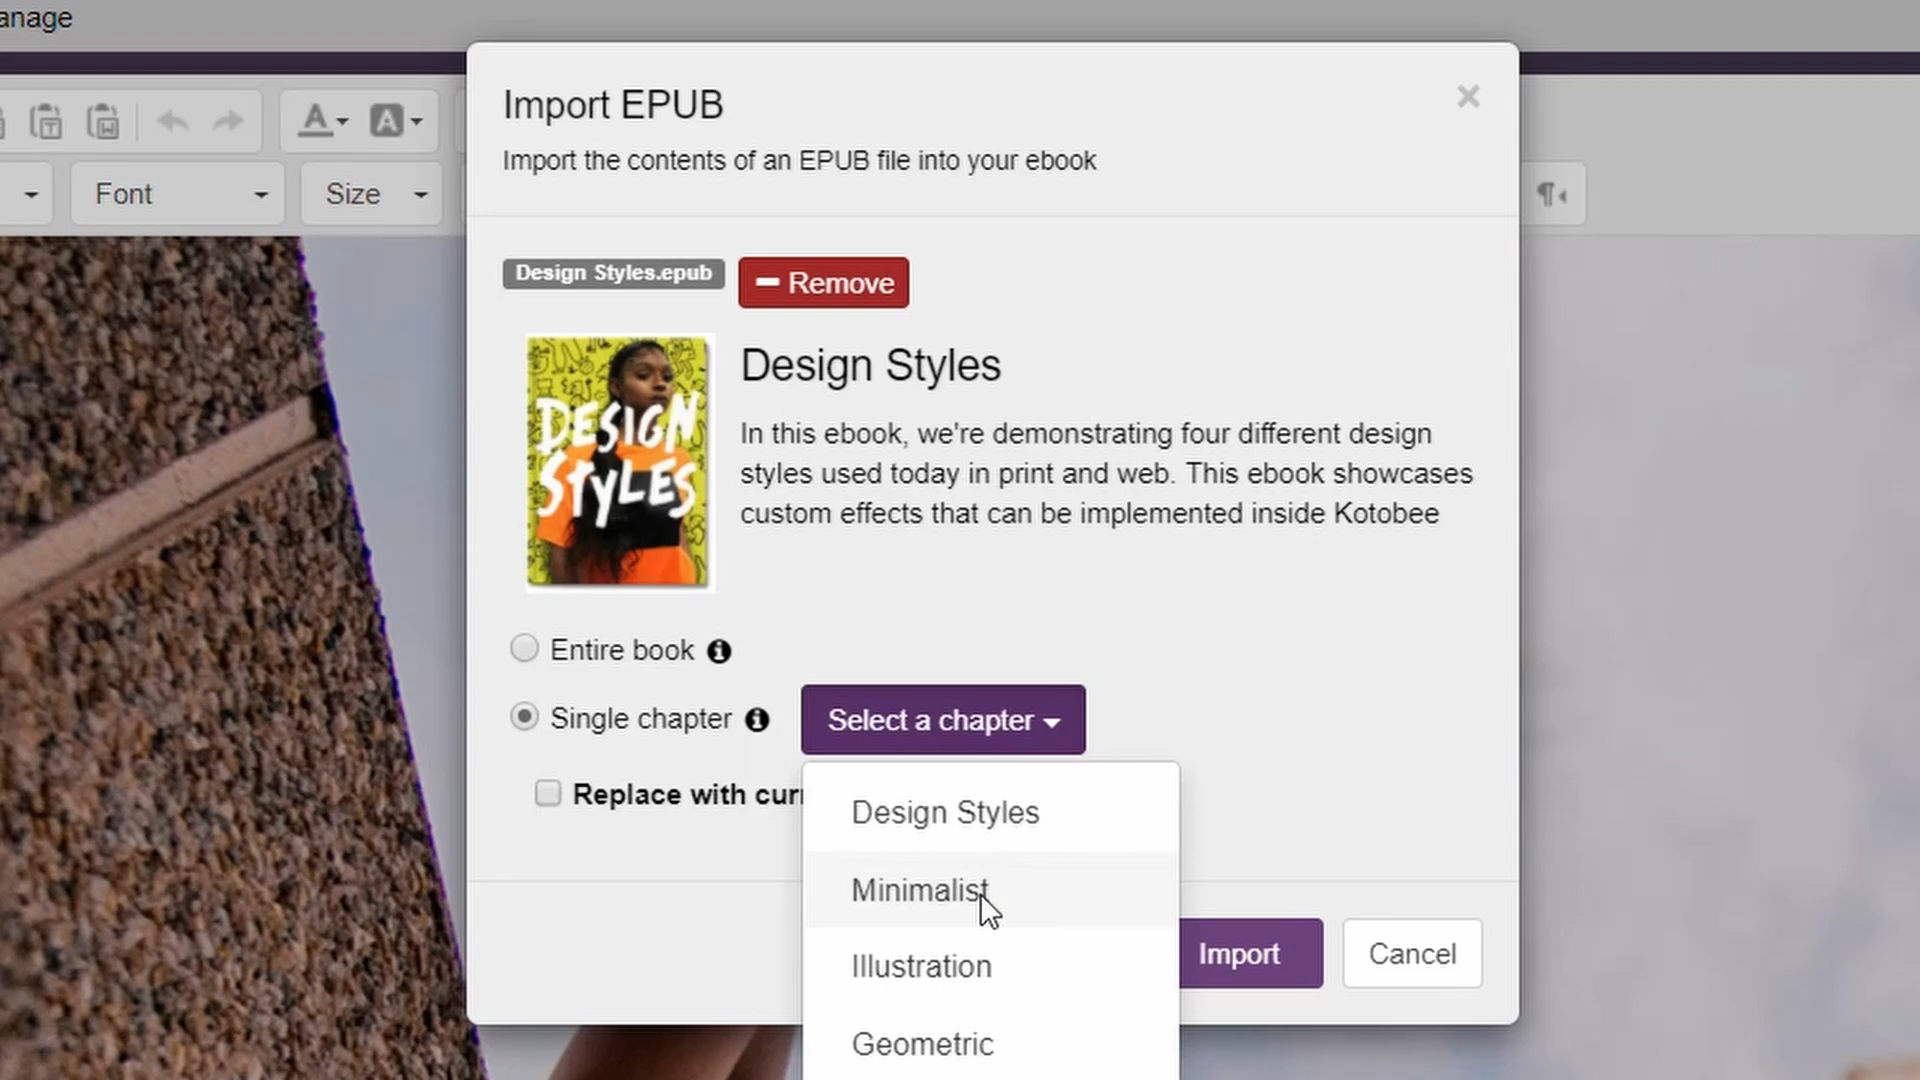 anage
Import EPUB
Import the contents of an EPUB file into your ebook
Font
Size
Design Styles.epub
Remove
DESIGN
STYLES
Design Styles
In this ebook, we're demonstrating four different design
styles used today in print and web. This ebook showcases
custom effects that can be implemented inside Kotobee
Entire book
Single chapter
Select a chapter
Replace with curr
Design Styles
Minimalist
Illustration
Geometric
Import
Cancel